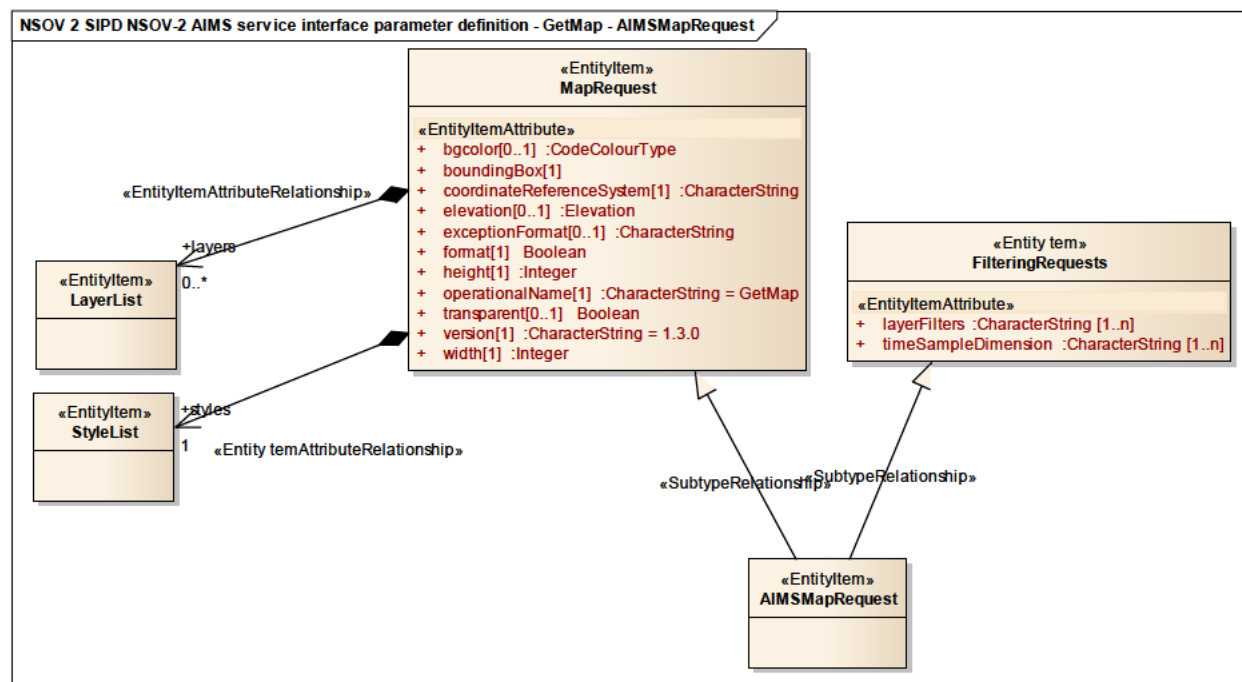 NSOV 2 SIPD NSOV-2 AIMS service interface parameter definition - GetMap - AIMSMapRequest
«EntityItem»
MapRequest
«EntityItemAttribute»
+ bgcolor[0..1] :CodeColourType
+ boundingBox[1]
+ coordinateReferenceSystem[1] :CharacterString
+ elevation[0..1] :Elevation
+ exceptionFormat[0..1] :CharacterString
+ format[1] Boolean
+ height[1] :Integer
+ operationalName[1] :CharacterString = GetMap
+ transparent[0..1] Boolean
+ version[1] :CharacterString = 1.3.0
+ width[1] :Integer
«EntityItemAttributeRelationship»
+layers
0..*
«EntityItem»
LayerList
«EntityItem»
StyleList
+styles
1
«Entity temAttributeRelationship»
«Entity tem»
FilteringRequests
«EntityItemAttribute»
+ layerFilters :CharacterString [1..n]
+ timeSampleDimension :CharacterString [1..n]
«SubtypeRelationship»
«SubtypeRelationship»
«EntityItem»
AIMSMapRequest